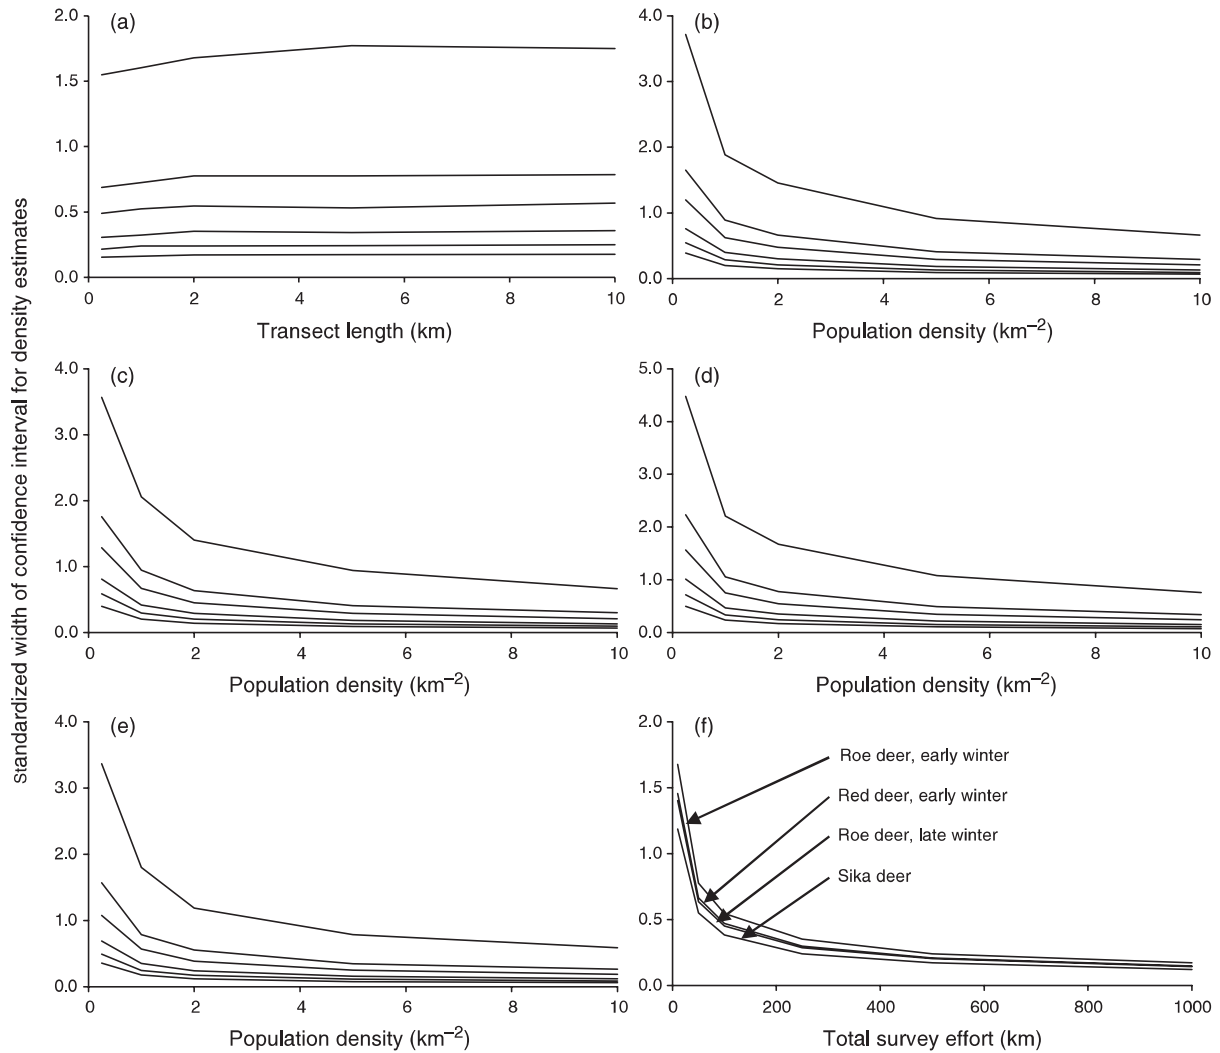 Standardized width of confidence interval for density estimates
(a)
2.0
1.5
1.0
0.5
0.0
0 2 4 6 8 10
Transect length (km)
(b)
4.0
3.0
2.0
1.0
0.0
0 2 4 6 8 10
Population density (km–2)
(c)
4.0
3.0
2.0
1.0
0.0
0 2 4 6 8 10
Population density (km–2)
(d)
5.0
4.0
3.0
2.0
1.0
0.0
0 2 4 6 8 10
Population density (km–2)
(e)
4.0
3.0
2.0
1.0
0.0
0 2 4 6 8 10
Population density (km–2)
(f)
2.0
1.5
1.0
0.5
0.0
Roe deer, early winter
Red deer, early winter
Roe deer, late winter
Sika deer
0 200 400 600 800 1000
Total survey effort (km)